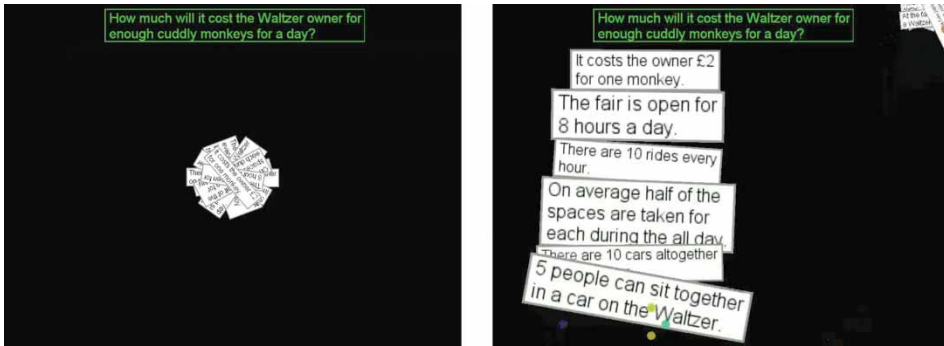 How much will it cost the Waltzer owner for
enough cuddly monkeys for a day?
How much will it cost the Waltzer owner for
enough cuddly monkeys for a day?
It costs the owner £2
for one monkey.
The fair is open for
8 hours a day.
There are 10 rides every
hour.
On average half of the
spaces are taken for
each during the all day.
There are 10 cars altogether
5 people can sit together
in a car on the Waltzer.
At the fa
a Waltzer